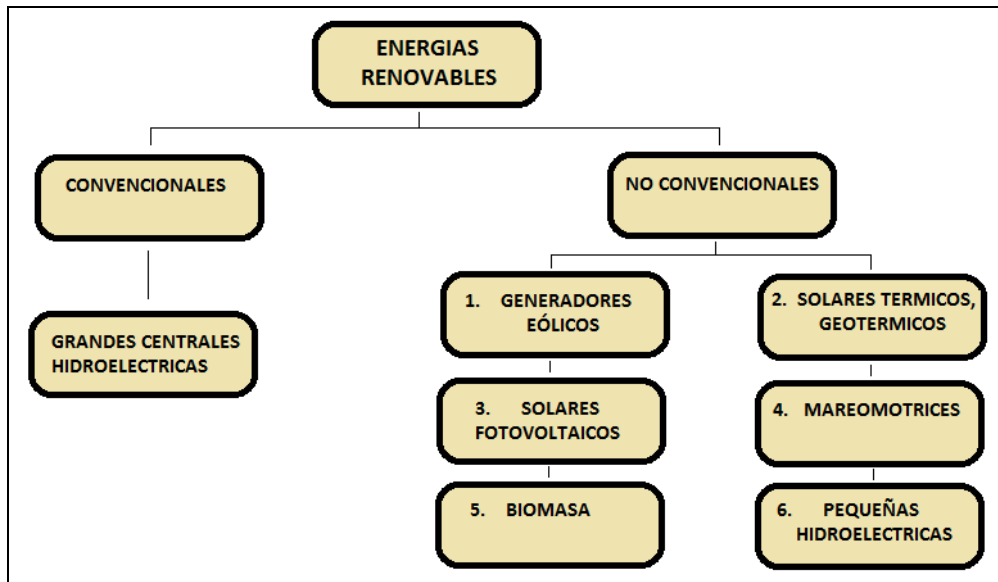 ENERGIAS
RENOVABLES
CONVENCIONALES
NO CONVENCIONALES
GRANDES CENTRALES
HIDROELECTRICAS
1. GENERADORES
EÓLICOS
2. SOLARES TERMICOS,
GEOTERMICOS
3. SOLARES
FOTOVOLTAICOS
4. MAREOMOTRICES
5. BIOMASA
6. PEQUEÑAS
HIDROELECTRICAS